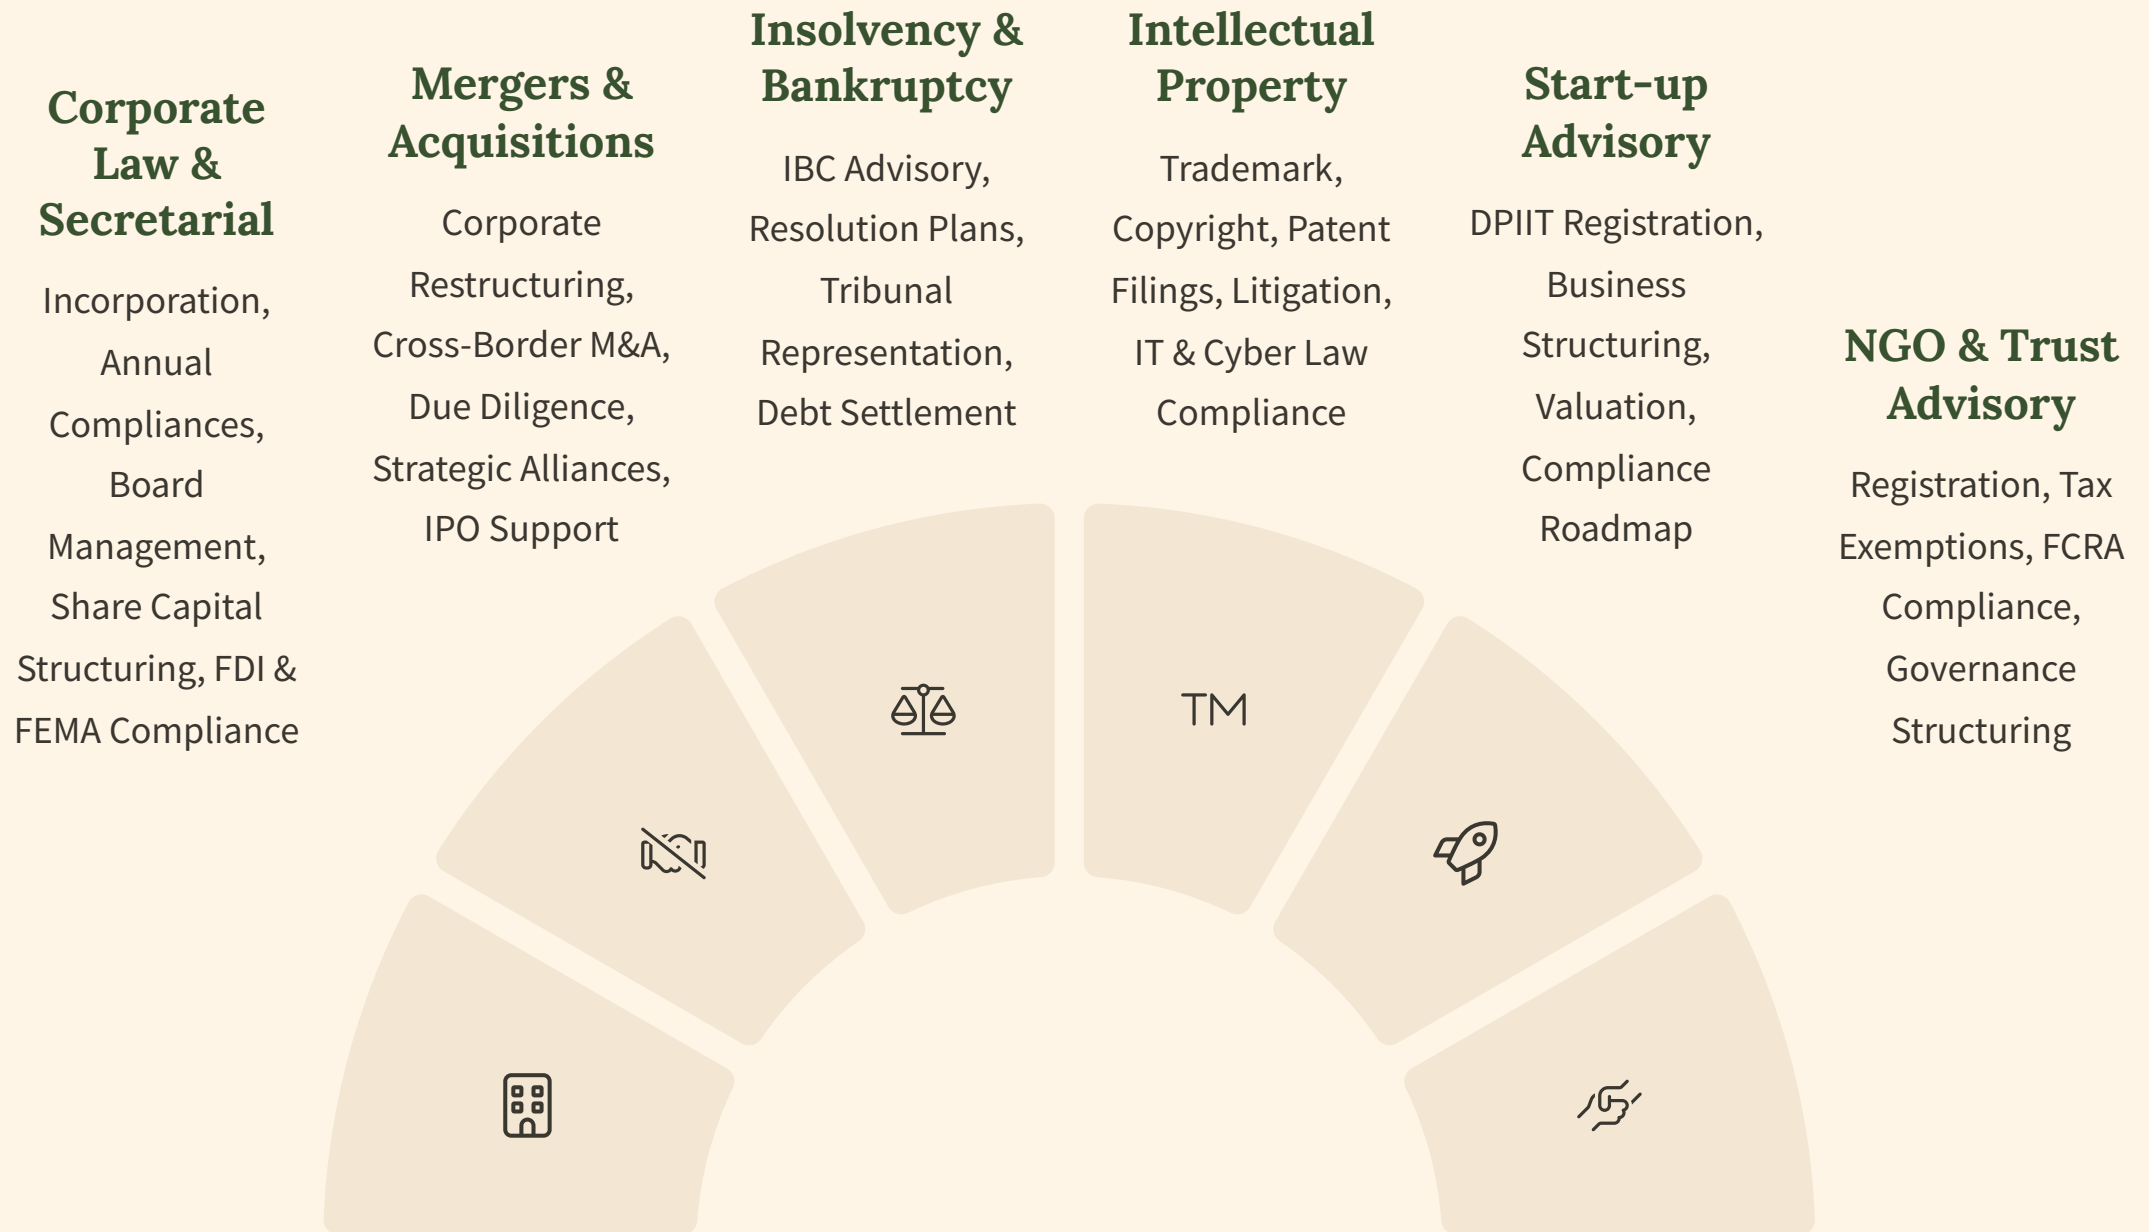 Corporate
Law &
Secretarial
Incorporation,
Annual
Compliances,
Board
Management,
Share Capital
Structuring, FDI &
FEMA Compliance
Mergers &
Acquisitions
Corporate
Restructuring,
Cross-Border M&A,
Due Diligence,
Strategic Alliances,
IPO Support
Insolvency &
Bankruptcy
IBC Advisory,
Resolution Plans,
Tribunal
Representation,
Debt Settlement
Intellectual
Property
Trademark,
Copyright, Patent
Filings, Litigation,
IT & Cyber Law
Compliance
Start-up
Advisory
DPIIT Registration,
Business
Structuring,
Valuation,
Compliance
Roadmap
NGO & Trust
Advisory
Registration, Tax
Exemptions, FCRA
Compliance,
Governance
Structuring
TM